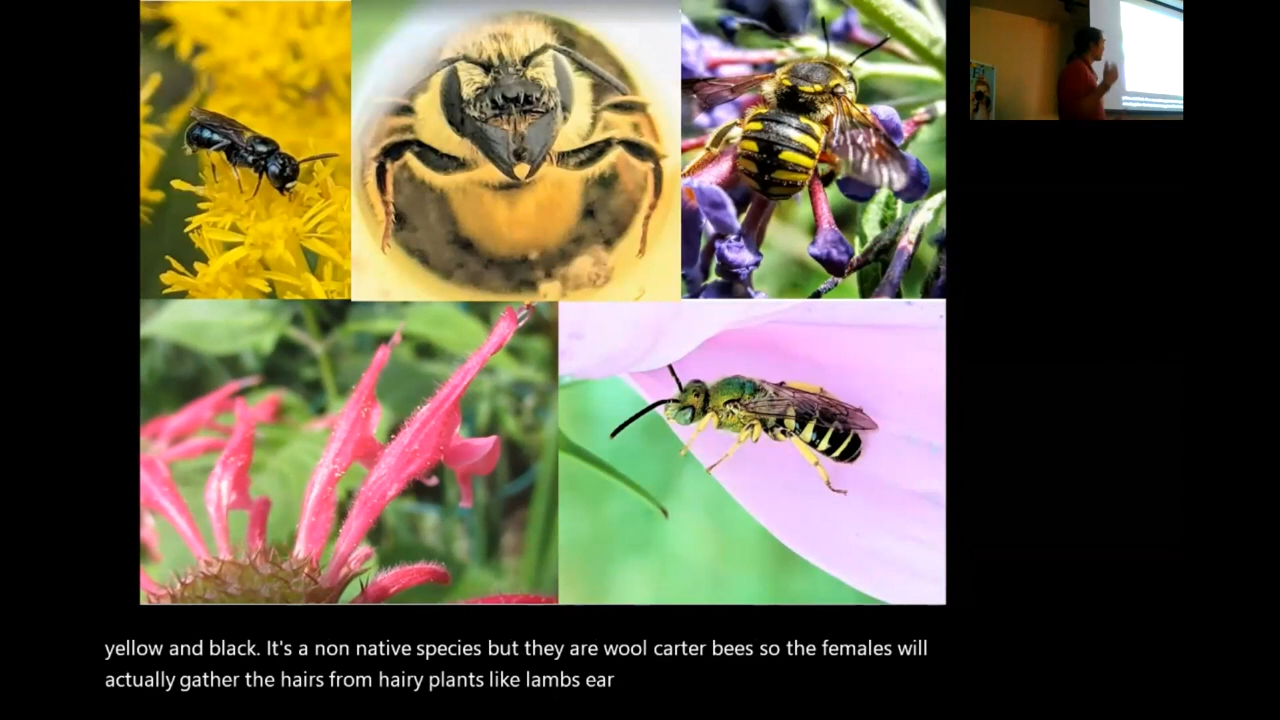 yellow and black. It's a non native species but they are wool carter bees so the females will
actually gather the hairs from hairy plants like lambs ear